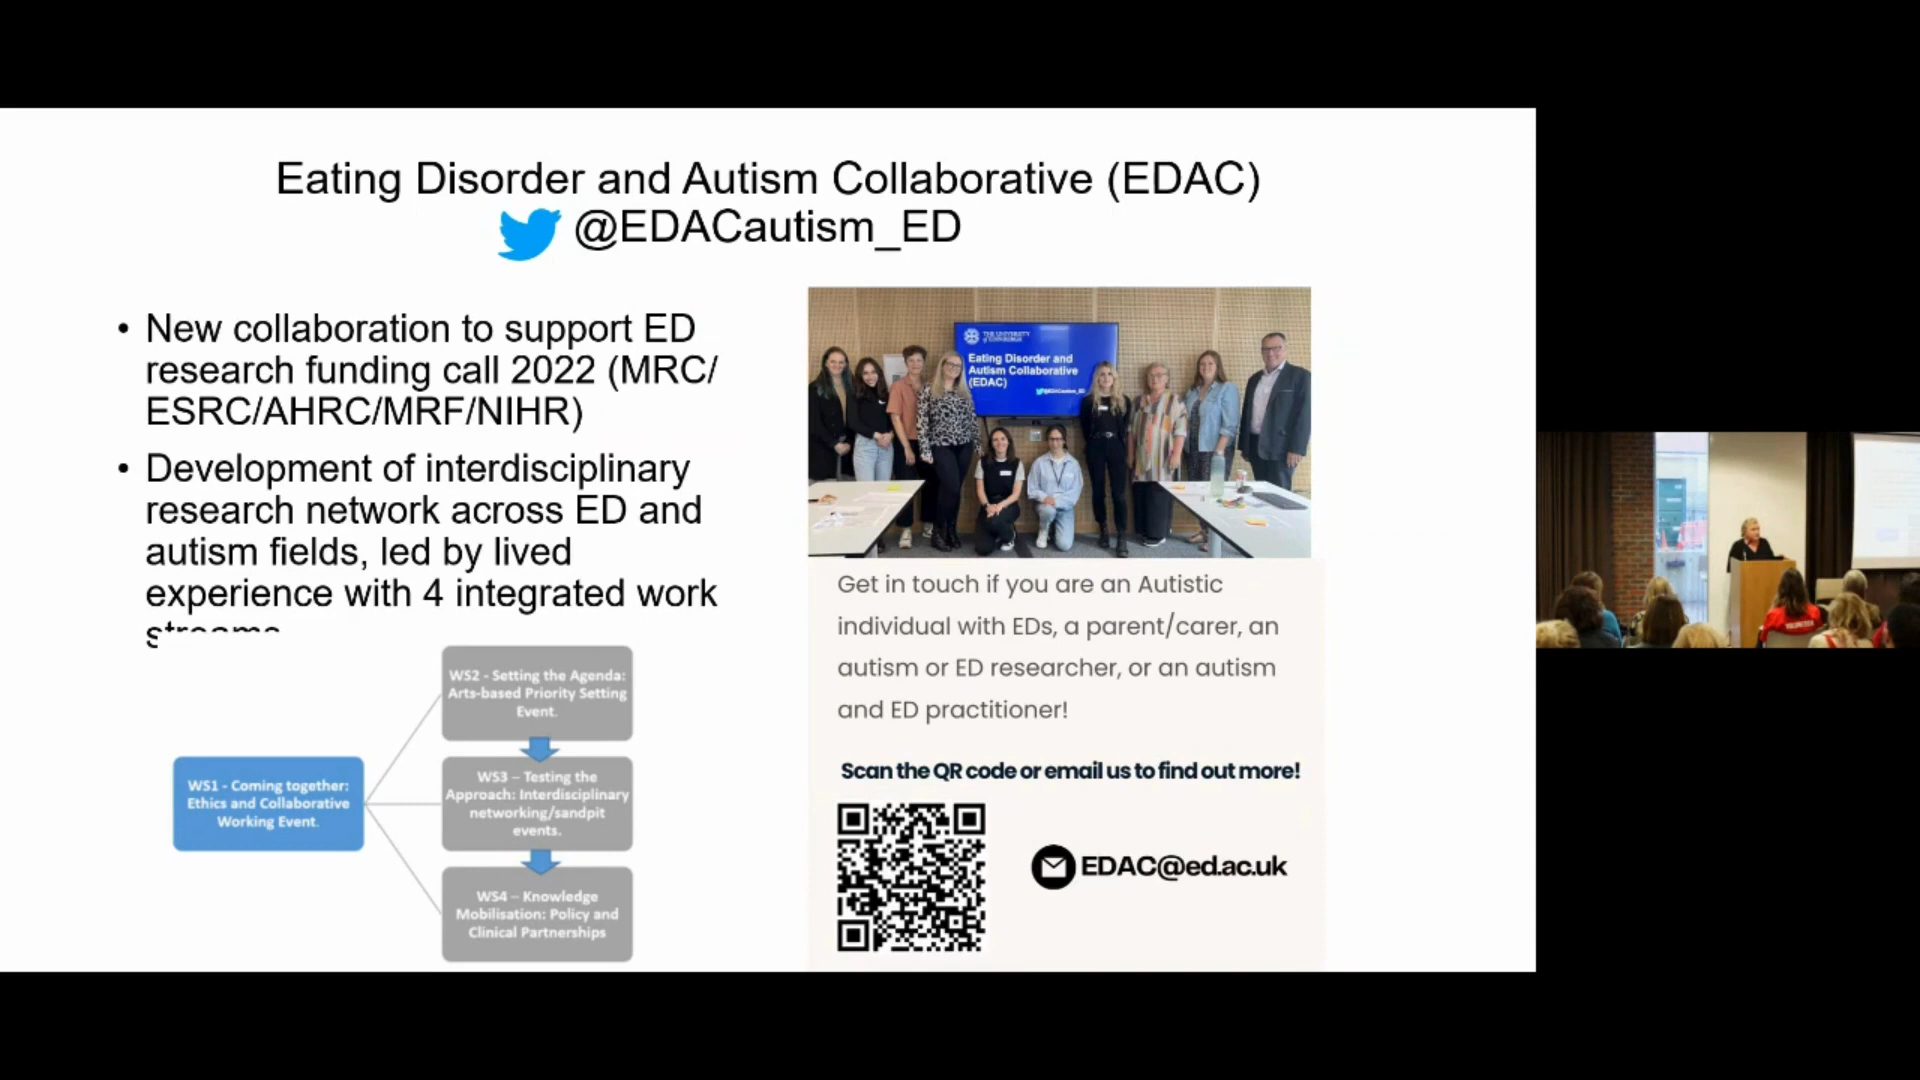 Eating Disorder and Autism Collaborative (EDAC)
@EDACautism_ED
• New collaboration to support ED
research funding call 2022 (MRC/
ESRC/AHRC/MRF/NIHR)
• Development of interdisciplinary
research network across ED and
autism fields, led by lived
experience with 4 integrated work
streams
WS1 - Coming together:
Ethics and Collaborative
Working Event.
WS2 - Setting the Agenda:
Arts-based Priority Setting
Event.
WS3 – Testing the
Approach: Interdisciplinary
networking/sandpit
events.
WS4 – Knowledge
Mobilisation: Policy and
Clinical Partnerships
THE UNIVERSITY
of EDINBURGH
Eating Disorder and
Autism Collaborative
(EDAC)
@EDACautism_ED
Get in touch if you are an Autistic
individual with EDs, a parent/carer, an
autism or ED researcher, or an autism
and ED practitioner!
Scan the QR code or email us to find out more!
EDAC@ed.ac.uk
VOLUNTEER